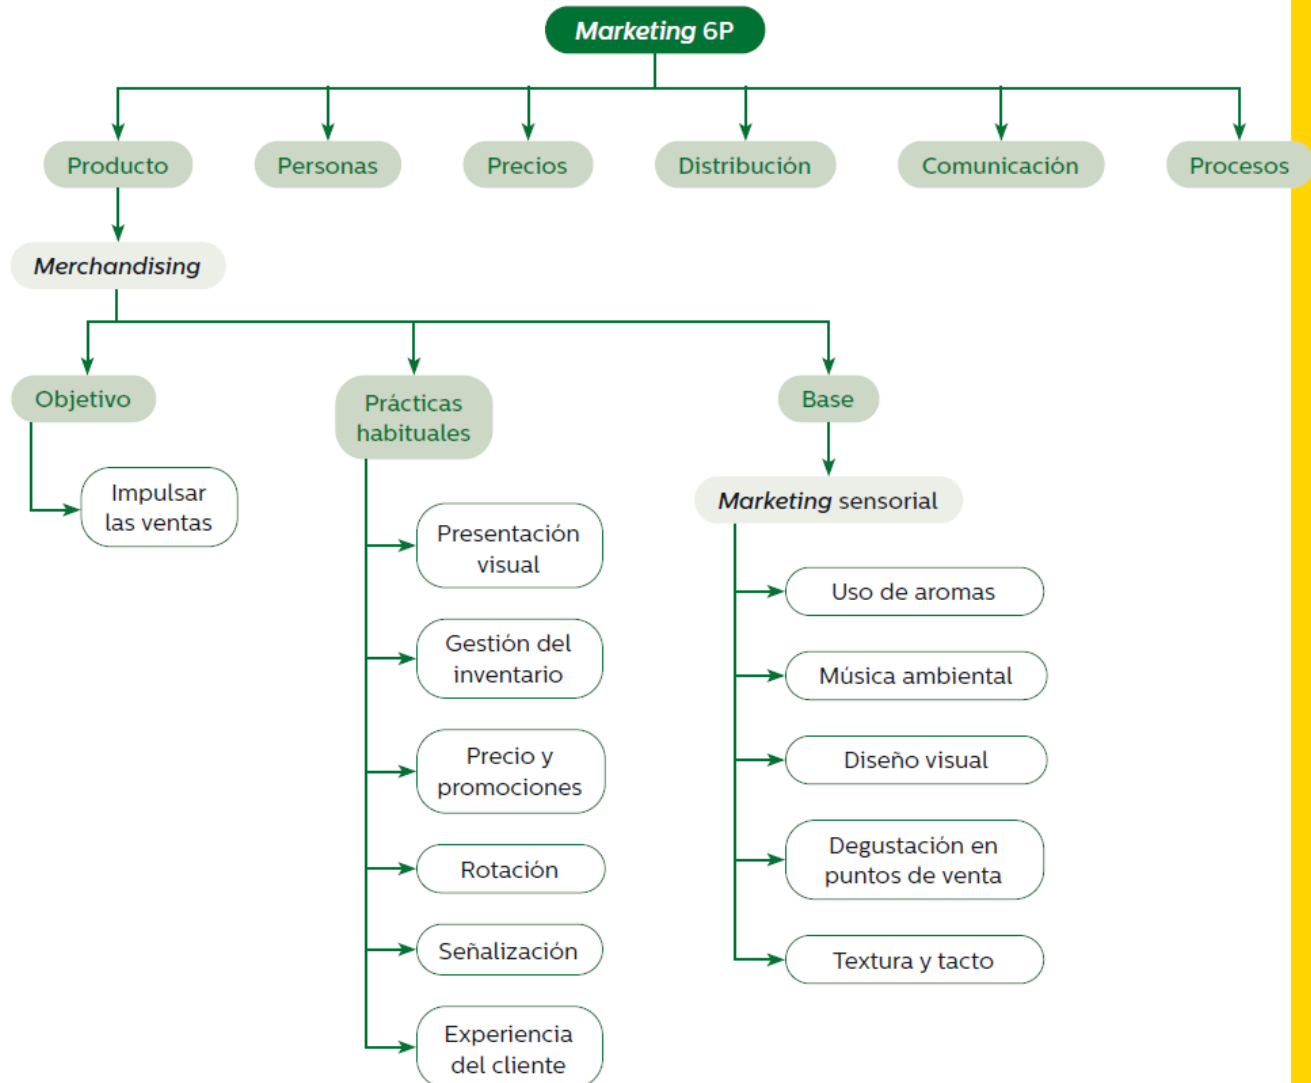 Marketing 6P
Producto
Personas
Precios
Distribución
Comunicación
Procesos
Merchandising
Objetivo
Impulsar
las ventas
Prácticas
habituales
Presentación
visual
Gestión del
inventario
Precio y
promociones
Rotación
Señalización
Experiencia
del cliente
Base
Marketing sensorial
Uso de aromas
Música ambiental
Diseño visual
Degustación en
puntos de venta
Textura y tacto